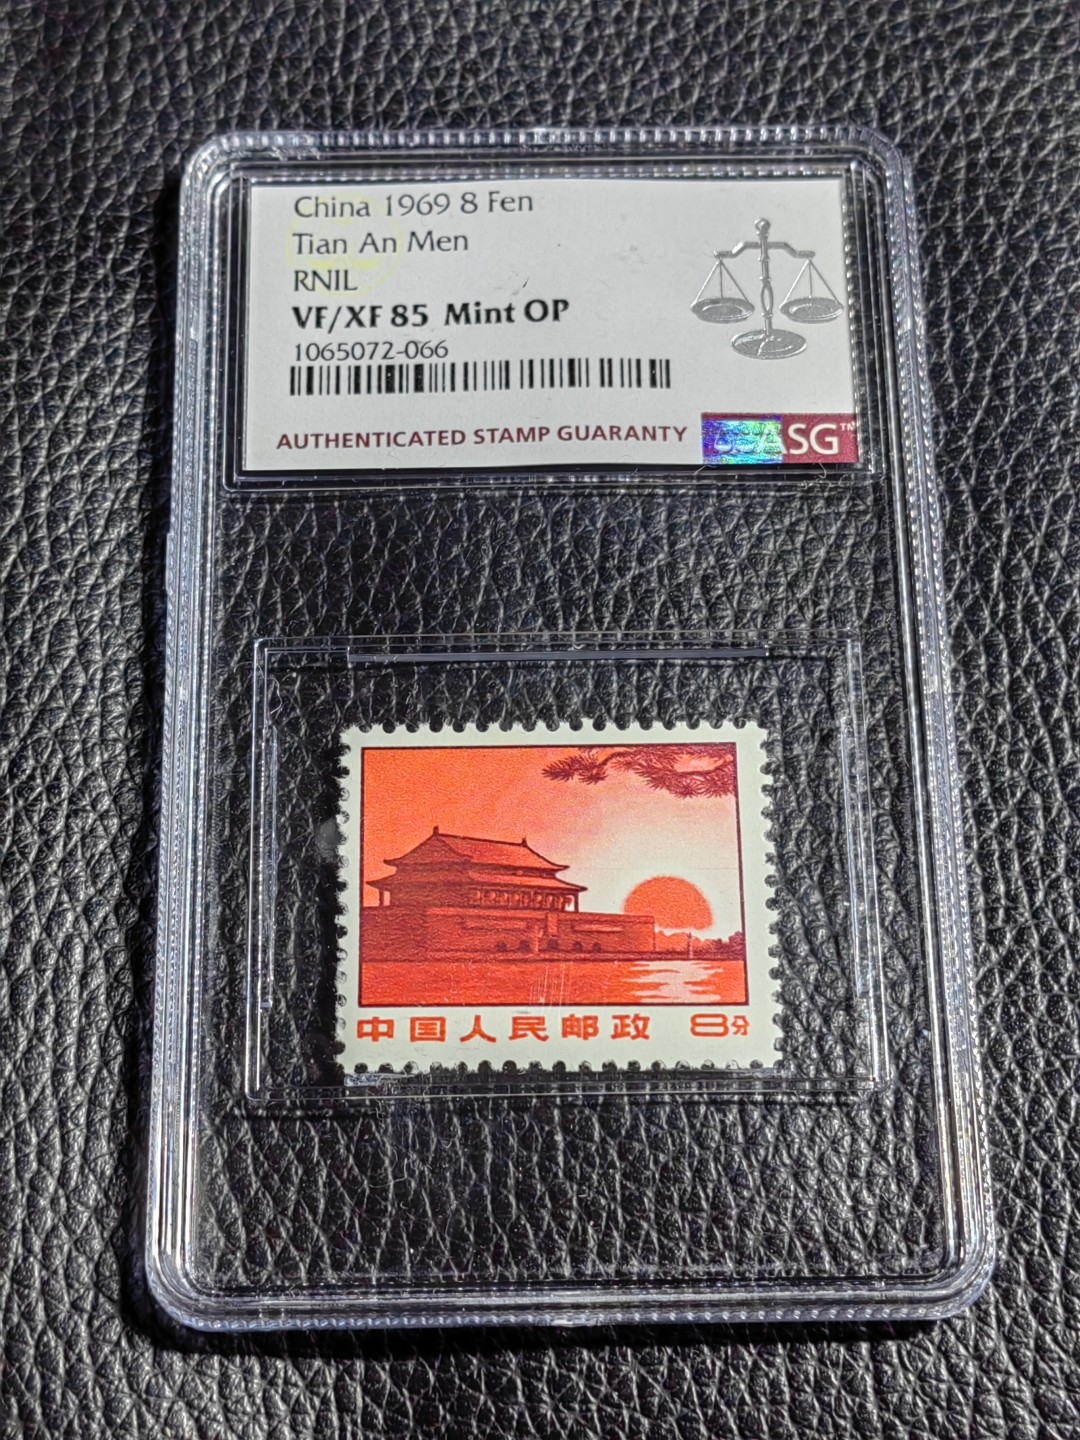 China 1969 8 Fen
Tian An Men
RNIL
VF/XF 85 Mint OP
1065072-066
AUTHENTICATED STAMP GUARANTY ASG™
中国人民邮政 8分